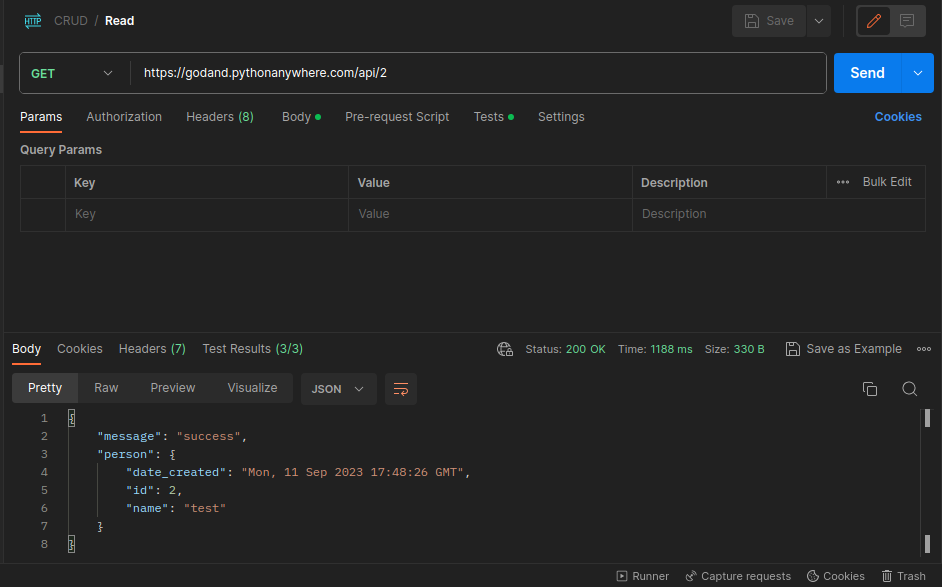 HTTP CRUD / Read Save
GET https://godand.pythonanywhere.com/api/2 Send
Params Authorization Headers (8) Body Pre-request Script Tests Settings Cookies
Query Params
Key Value Description ••• Bulk Edit
Key Value Description
Body Cookies Headers (7) Test Results (3/3) Status: 200 OK Time: 1188 ms Size: 330 B Save as Example
Pretty Raw Preview Visualize JSON
1 {
2 "message": "success",
3 "person": {
4 "date_created": "Mon, 11 Sep 2023 17:48:26 GMT",
5 "id": 2,
6 "name": "test"
7 }
8 }
Runner Capture requests Cookies Trash